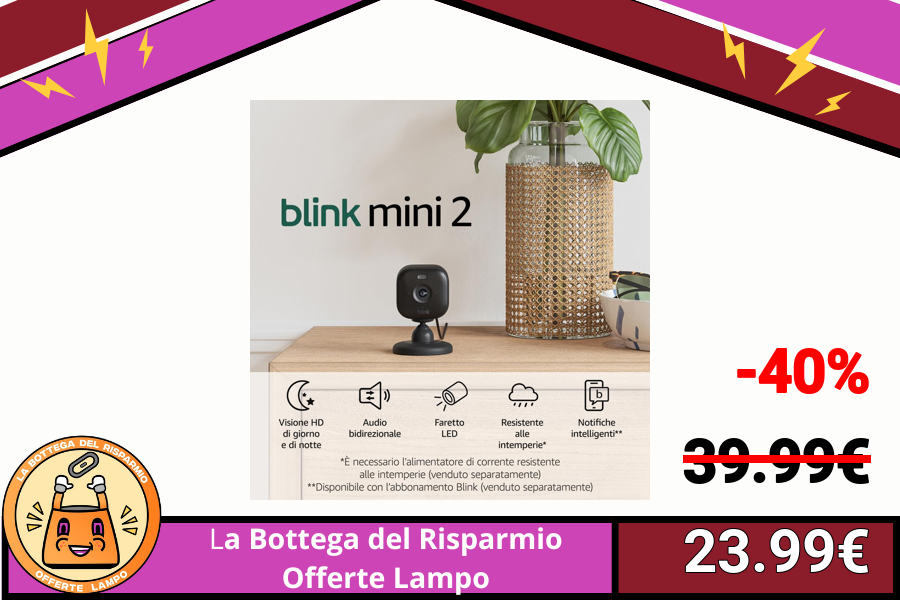 blink mini 2
Visione HD
di giorno
e di notte
Audio
bidirezionale
Faretto
LED
Resistente
alle
intemperie*
Notifiche
intelligenti**
*È necessario l'alimentatore di corrente resistente
alle intemperie (venduto separatamente)
**Disponibile con l'abbonamento Blink (venduto separatamente)
-40%
39.99€
23.99€
La Bottega del Risparmio
Offerte Lampo
LA BOTTEGA DEL RISPARMIO
OFFERTE LAMPO